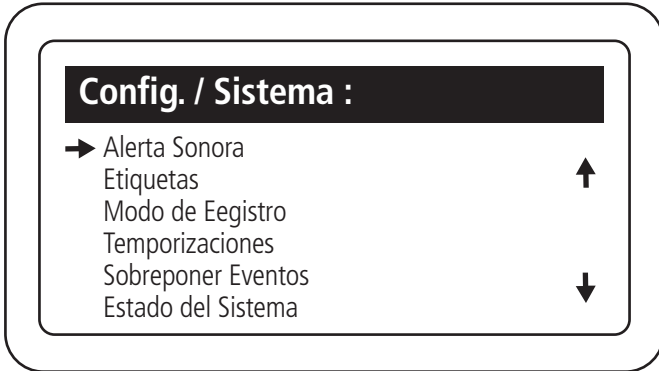 Config. / Sistema :
Alerta Sonora
Etiquetas
Modo de Eegistro
Temporizaciones
Sobreponer Eventos
Estado del Sistema